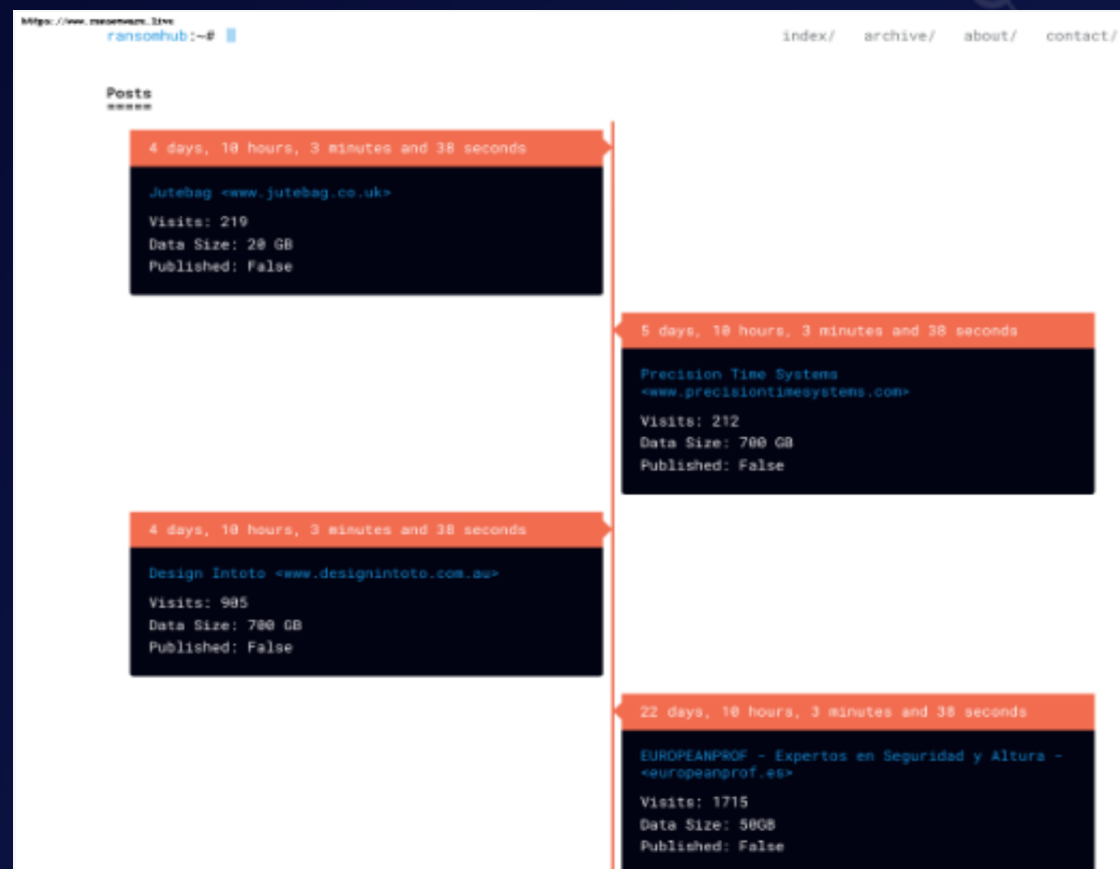 https://www.ransomware.live
ransomhub:~#
index/ archive/ about/ contact/
Posts
=====
4 days, 10 hours, 3 minutes and 38 seconds
Jutebag <www.jutebag.co.uk>
Visits: 219
Data Size: 20 GB
Published: False
5 days, 10 hours, 3 minutes and 38 seconds
Precision Time Systems
<www.precisiontimesystems.com>
Visits: 212
Data Size: 700 GB
Published: False
4 days, 10 hours, 3 minutes and 38 seconds
Design Intoto <www.designintoto.com.au>
Visits: 905
Data Size: 700 GB
Published: False
22 days, 10 hours, 3 minutes and 38 seconds
EUROPEANPROF - Expertos en Seguridad y Altura -
<europeanprof.es>
Visits: 1715
Data Size: 50GB
Published: False